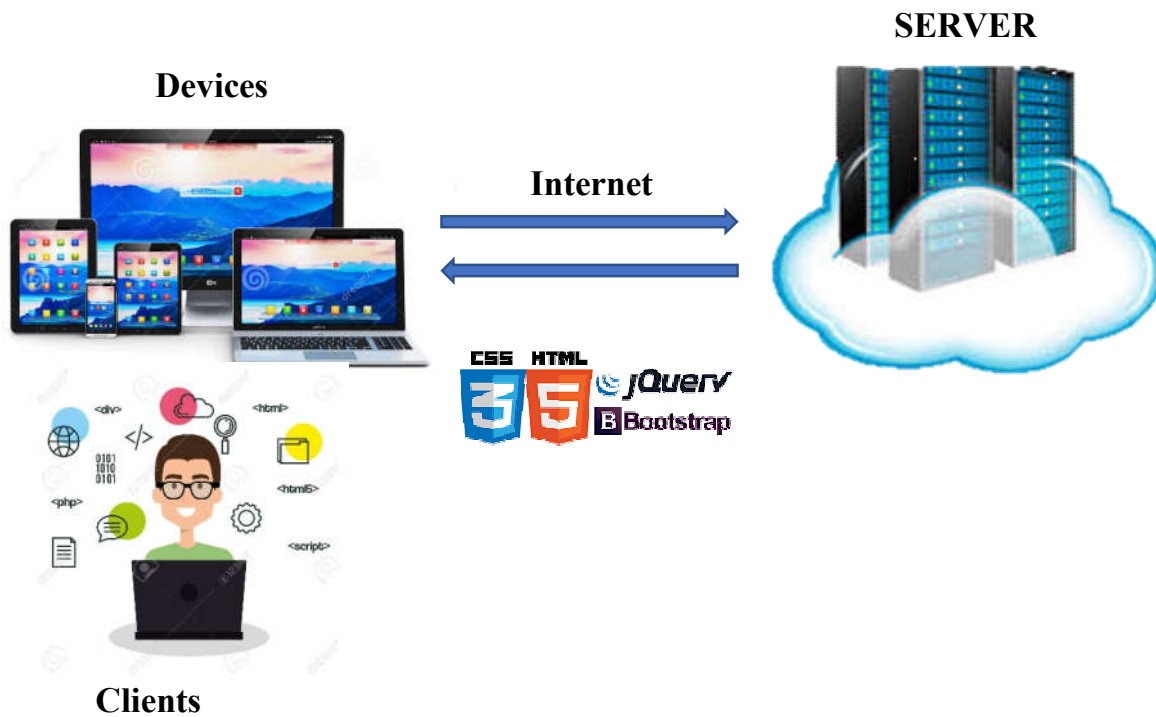 SERVER
Devices
Internet
CSS HTML
3 5
jQuery
B Bootstrap
<div>
<html>
</>
0101
1010
0101
<php>
<html5>
<script>
Clients